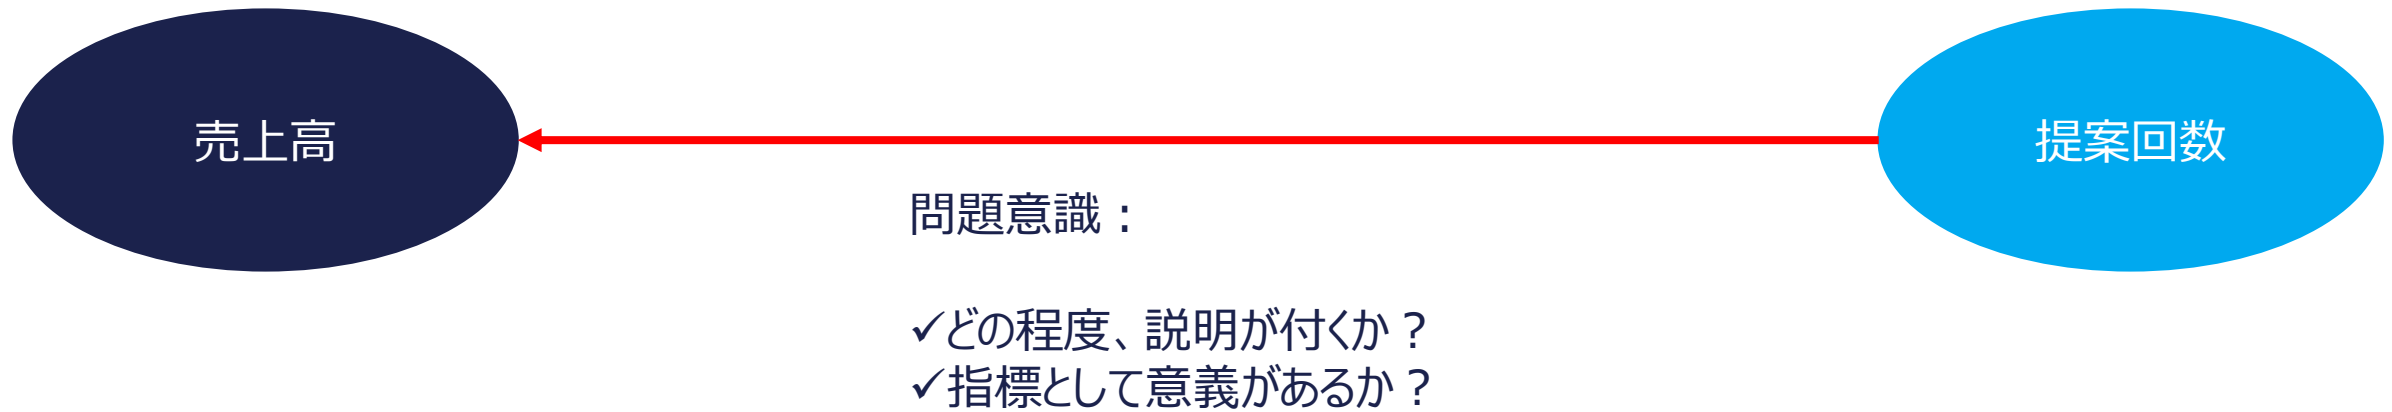 売上高
提案回数
問題意識：
✓どの程度、説明が付くか？
✓指標として意義があるか？